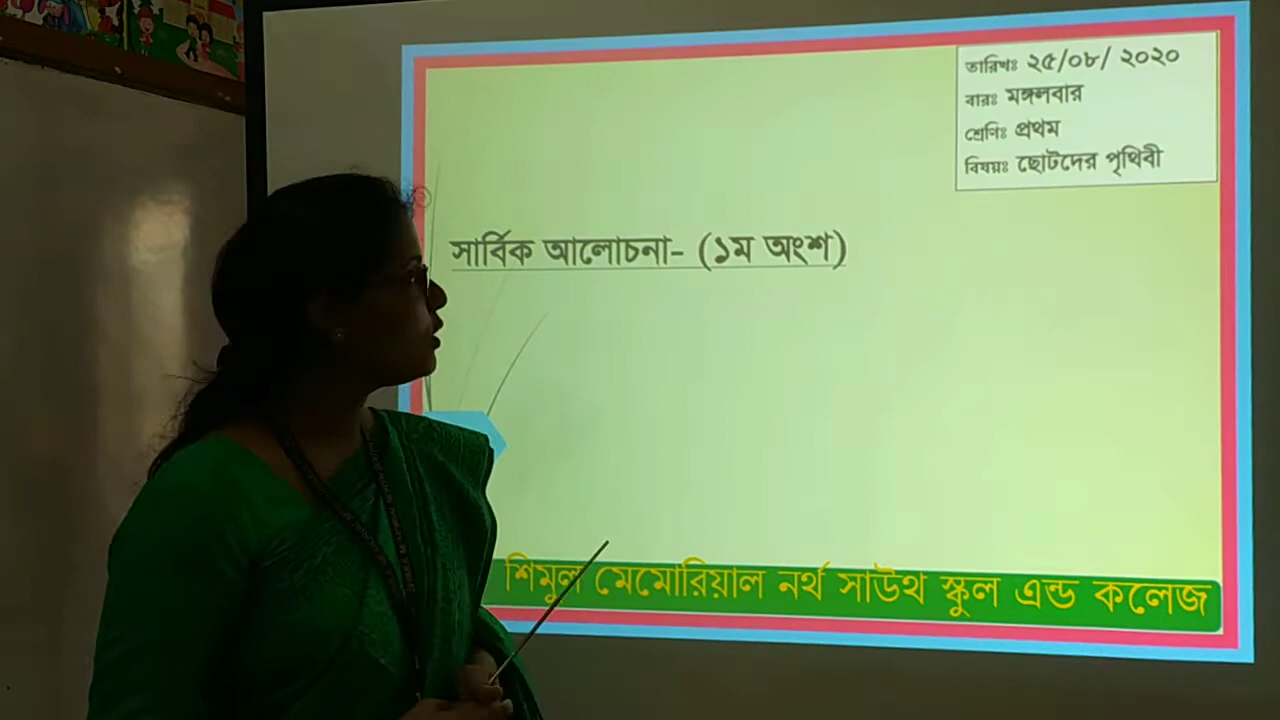 তারিখঃ ২৫/০৮/ ২০২০
বারঃ মঙ্গলবার
শ্রেণিঃ প্রথম
বিষয়ঃ ছোটদের পৃথিবী
সার্বিক আলোচনা- (১ম অংশ)
শিমুল মেমোরিয়াল নর্থ সাউথ স্কুল এন্ড কলেজ